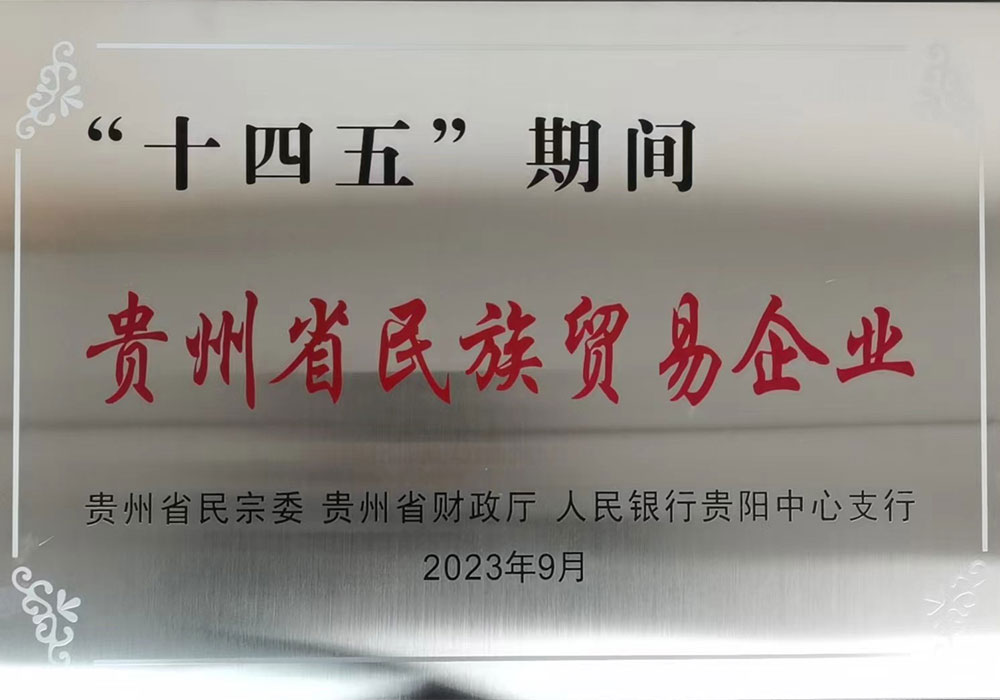 “十四五”期间
贵州省民族贸易企业
贵州省民宗委 贵州省财政厅 人民银行贵阳中心支行
2023年9月